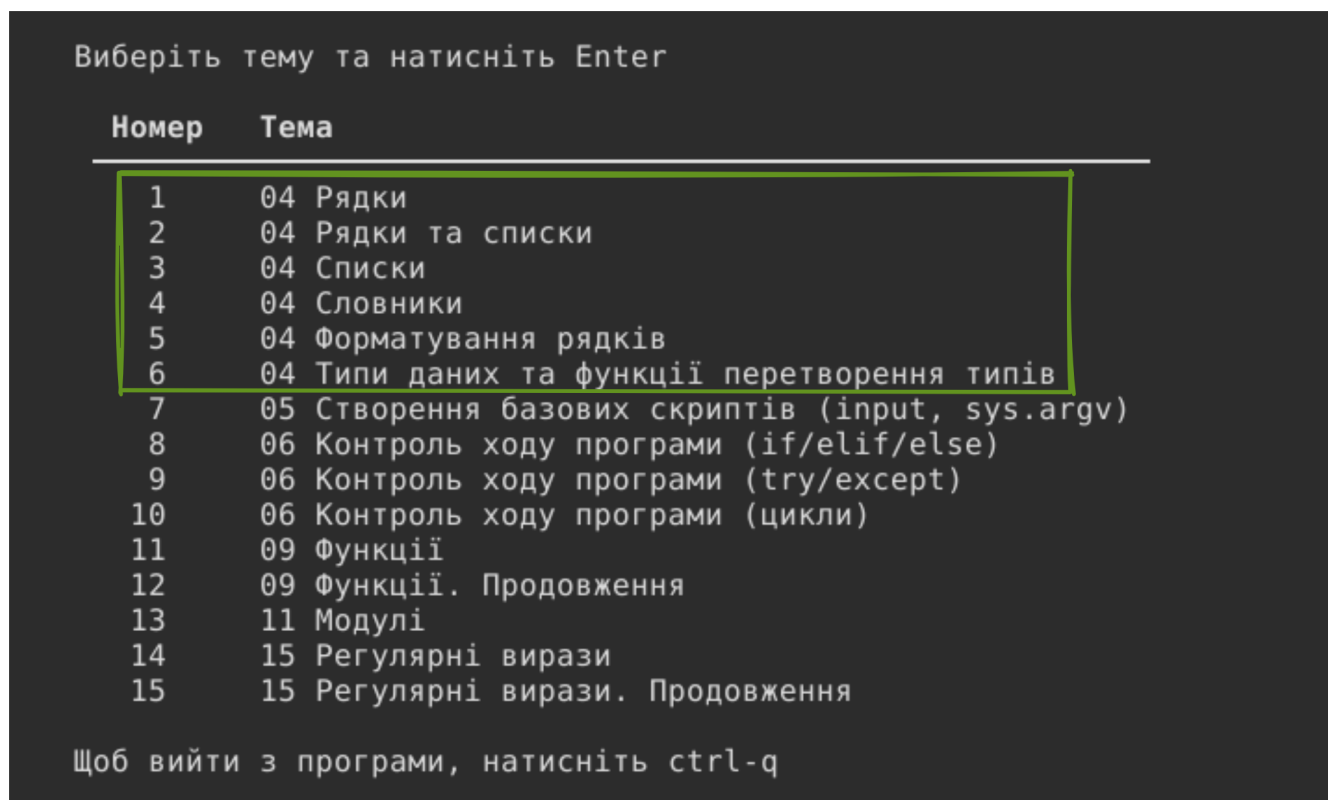 Виберіть тему та натисніть Enter
Номер Тема
1 04 Рядки
2 04 Рядки та списки
3 04 Списки
4 04 Словники
5 04 Форматування рядків
6 04 Типи даних та функції перетворення типів
7 05 Створення базових скриптів (input, sys.argv)
8 06 Контроль ходу програми (if/elif/else)
9 06 Контроль ходу програми (try/except)
10 06 Контроль ходу програми (цикли)
11 09 Функції
12 09 Функції. Продовження
13 11 Модулі
14 15 Регулярні вирази
15 15 Регулярні вирази. Продовження
Щоб вийти з програми, натисніть ctrl-q